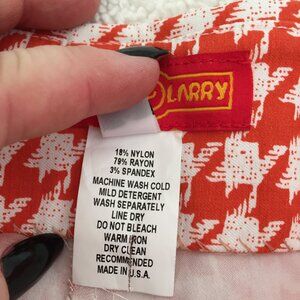 LARRY
18% NYLON
79% RAYON
3% SPANDEX
MACHINE WASH COLD
MILD DETERGENT
WASH SEPARATELY
LINE DRY
DO NOT BLEACH
WARM IRON
DRY CLEAN
RECOMMENDED
MADE IN U.S.A.